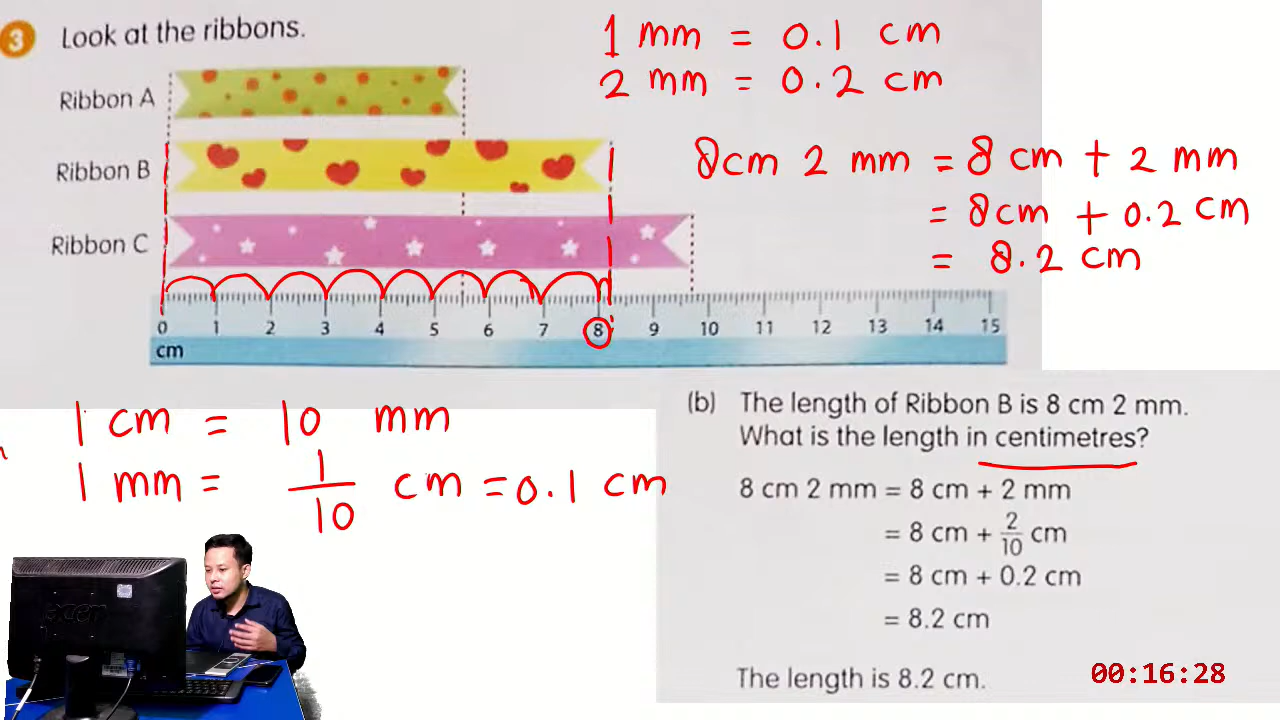 3 Look at the ribbons.
1 mm = 0.1 cm
2 mm = 0.2 cm
Ribbon A
Ribbon B
Ribbon C
8cm 2 mm = 8 cm + 2 mm
= 8cm + 0.2 cm
= 8.2 cm
0 1 2 3 4 5 6 7 8 9 10 11 12 13 14 15
cm
1 cm = 10 mm
1 mm = 1/10 cm = 0.1 cm
(b) The length of Ribbon B is 8 cm 2 mm.
What is the length in centimetres?
8 cm 2 mm = 8 cm + 2 mm
= 8 cm + 2/10 cm
= 8 cm + 0.2 cm
= 8.2 cm
The length is 8.2 cm.
00:16:28